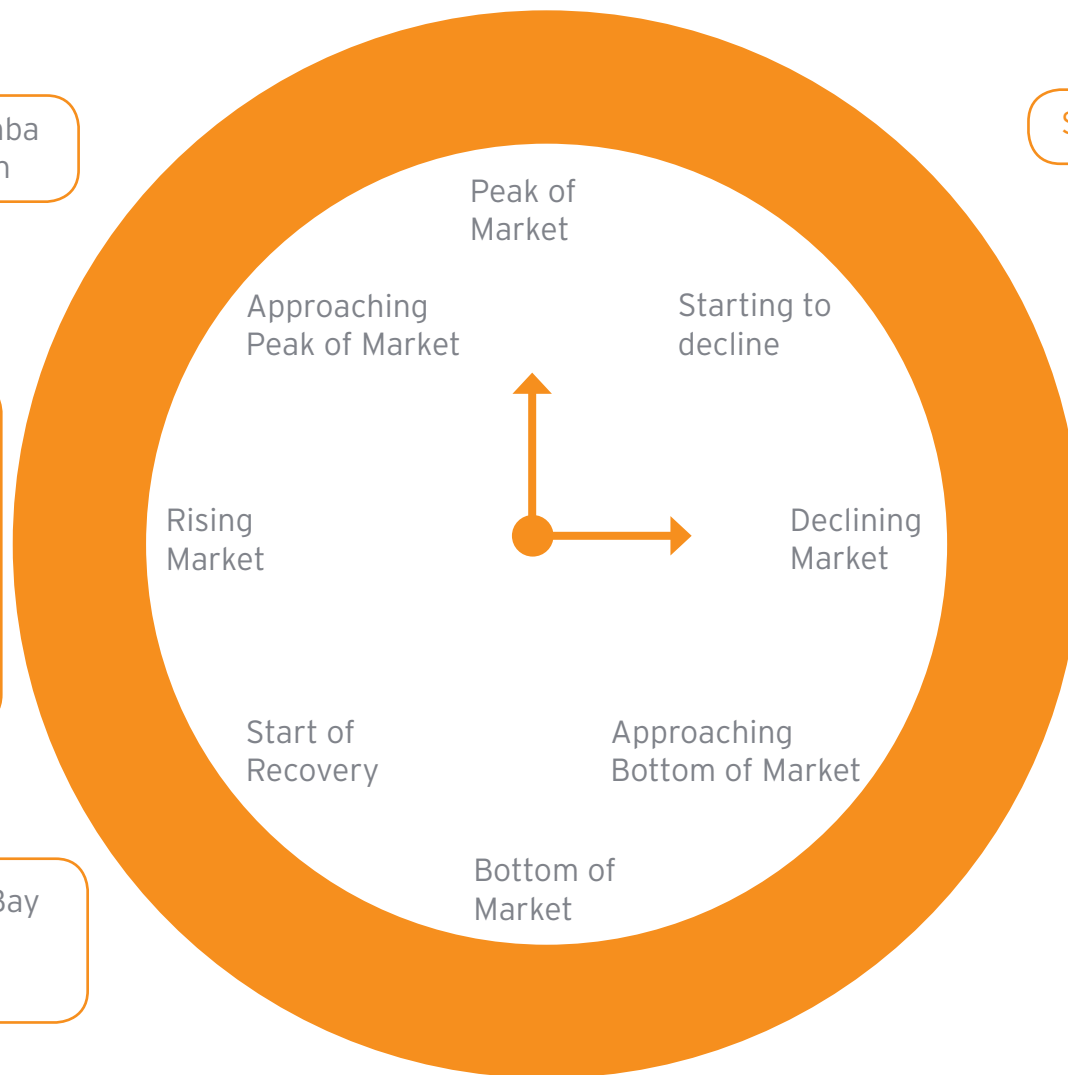 Peak of
Market
Approaching
Peak of Market
Starting to
decline
Rising
Market
Declining
Market
Start of
Recovery
Approaching
Bottom of Market
Bottom of
Market
Bay